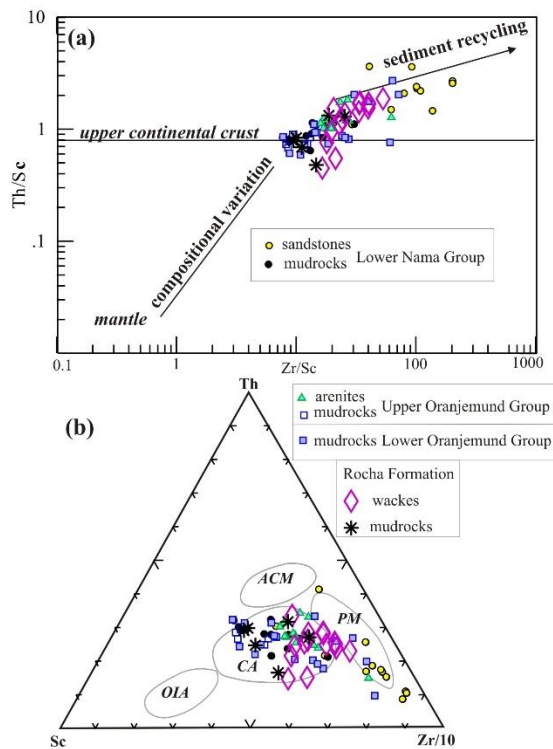 (a)
sediment recycling
10
Th/Sc
upper continental crust
1
.1
compositional variation
sandstones
mudrocks Lower Nama Group
mantle
0.1 1 10 100 1000
Zr/Sc
Th
(b)
arenites
mudrocks Upper Oranjemund Group
mudrocks Lower Oranjemund Group
Rocha Formation
wackes
mudrocks
ACM
PM
CA
OIA
Sc Zr/10